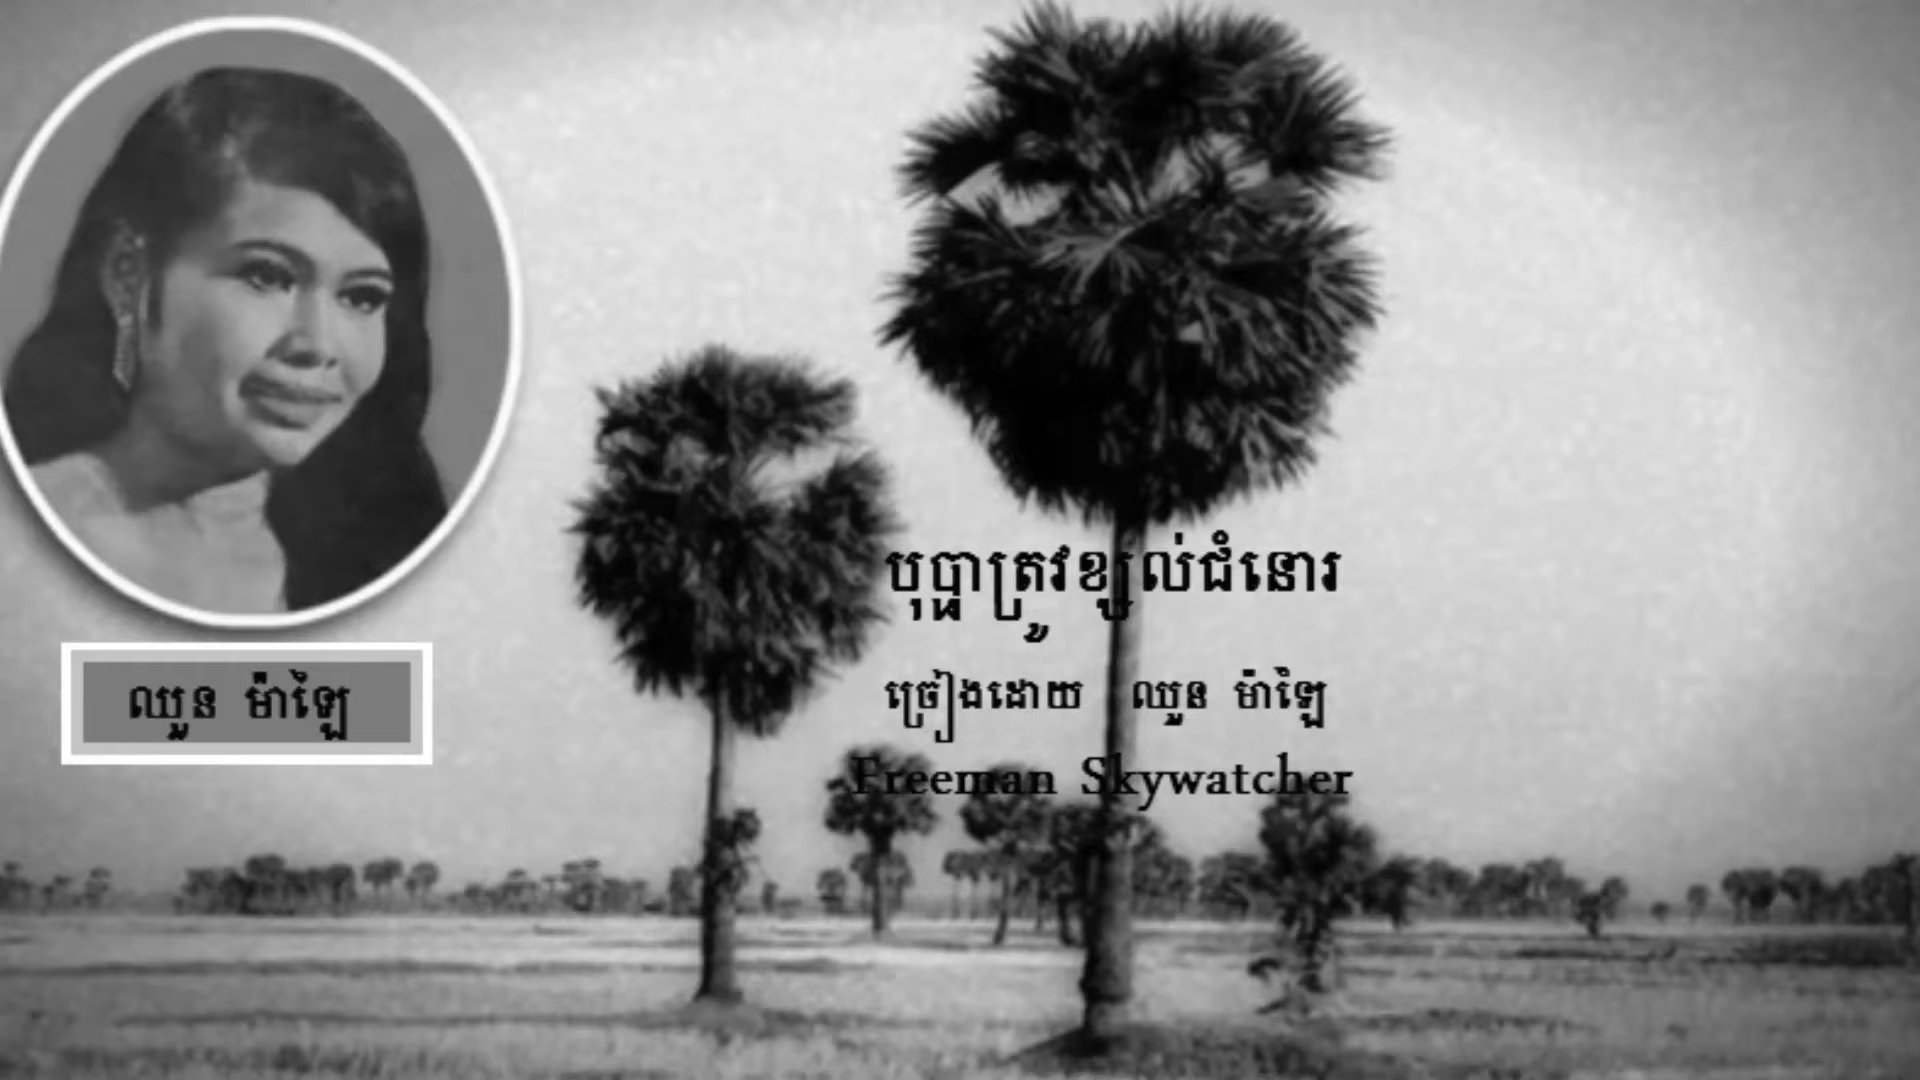 ឈួន ម៉ាឡៃ
បុប្ផាត្រូវខ្យល់ជំនោរ
ច្រៀងដោយ ឈួន ម៉ាឡៃ
Freeman Skywatcher